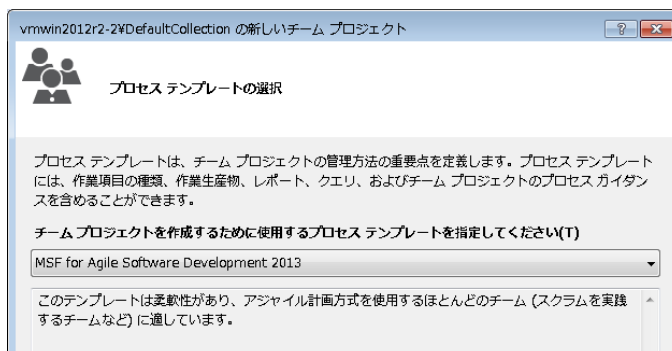 vmwin2012r2-2¥DefaultCollection の新しいチーム プロジェクト
プロセス テンプレートの選択
プロセス テンプレートは、チーム プロジェクトの管理方法の重要点を定義します。プロセス テンプレート
には、作業項目の種類、作業生産物、レポート、クエリ、およびチーム プロジェクトのプロセス ガイダン
スを含めることができます。
チーム プロジェクトを作成するために使用するプロセス テンプレートを指定してください(T)
MSF for Agile Software Development 2013
このテンプレートは柔軟性があり、アジャイル計画方式を使用するほとんどのチーム (スクラムを実践
するチームなど) に適しています。